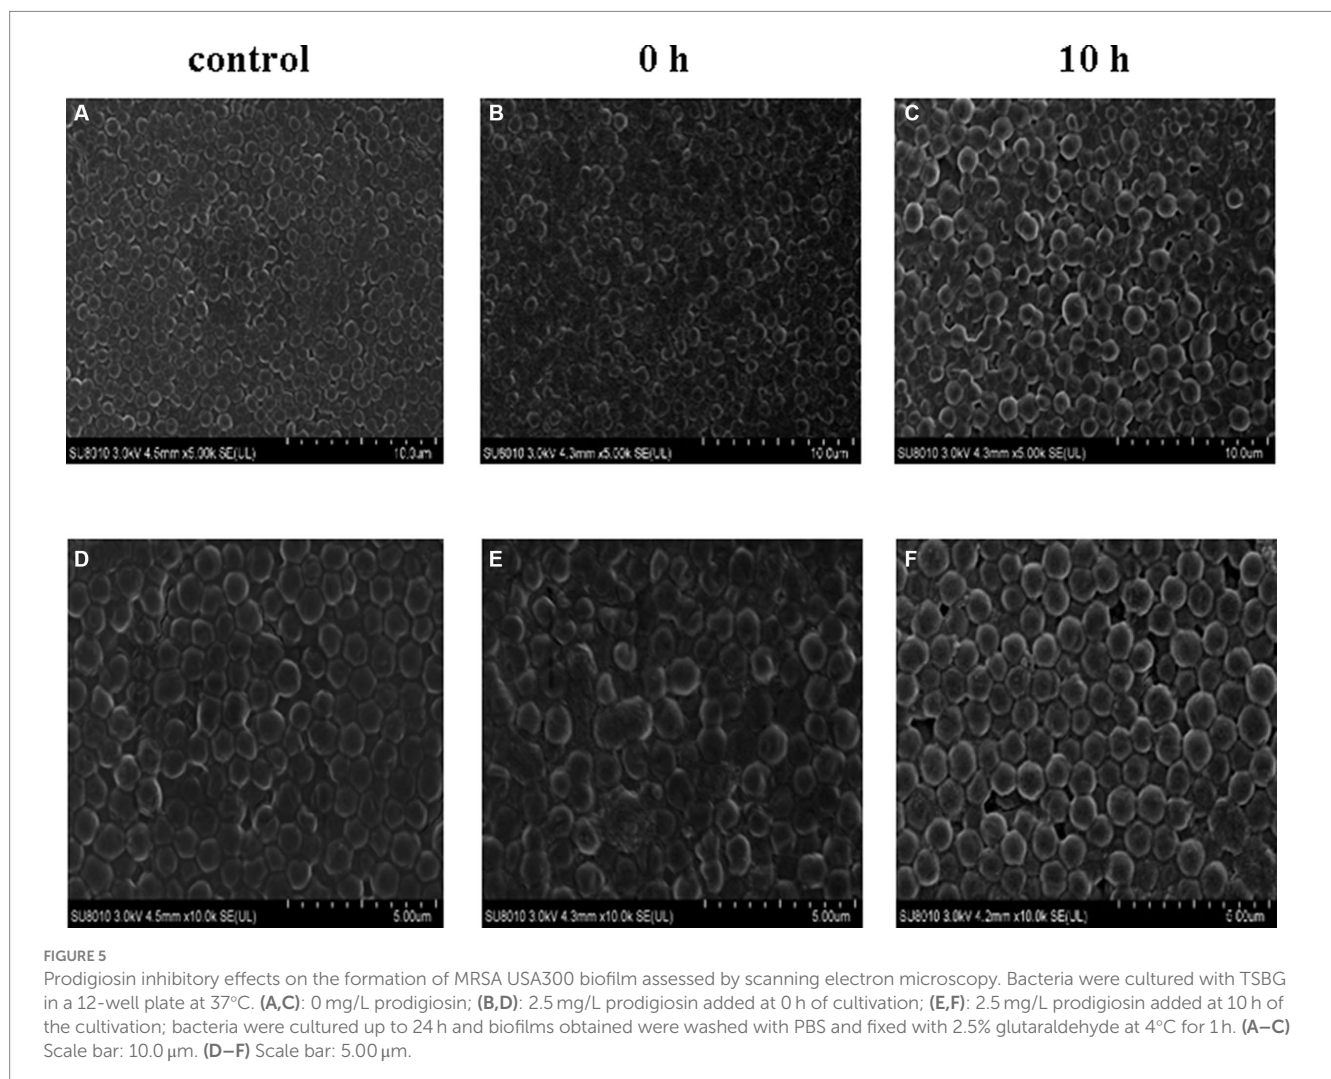 control
0 h
10 h
A
B
C
SU8010 3.0kV 4.5mm x5.00k SE(UL) 10.0um
SU8010 3.0kV 4.3mm x5.00k SE(UL) 10.0um
SU8010 3.0kV 4.3mm x5.00k SE(UL) 10.0um
D
E
F
SU8010 3.0kV 4.5mm x10.0k SE(UL) 5.00um
SU8010 3.0kV 4.3mm x10.0k SE(UL) 5.00um
SU8010 3.0kV 4.2mm x10.0k SE(UL) 5.00um
FIGURE 5
Prodigiosin inhibitory effects on the formation of MRSA USA300 biofilm assessed by scanning electron microscopy. Bacteria were cultured with TSBG
in a 12-well plate at 37°C. (A,C): 0 mg/L prodigiosin; (B,D): 2.5 mg/L prodigiosin added at 0 h of cultivation; (E,F): 2.5 mg/L prodigiosin added at 10 h of
the cultivation; bacteria were cultured up to 24 h and biofilms obtained were washed with PBS and fixed with 2.5% glutaraldehyde at 4°C for 1 h. (A–C)
Scale bar: 10.0 μm. (D–F) Scale bar: 5.00 μm.